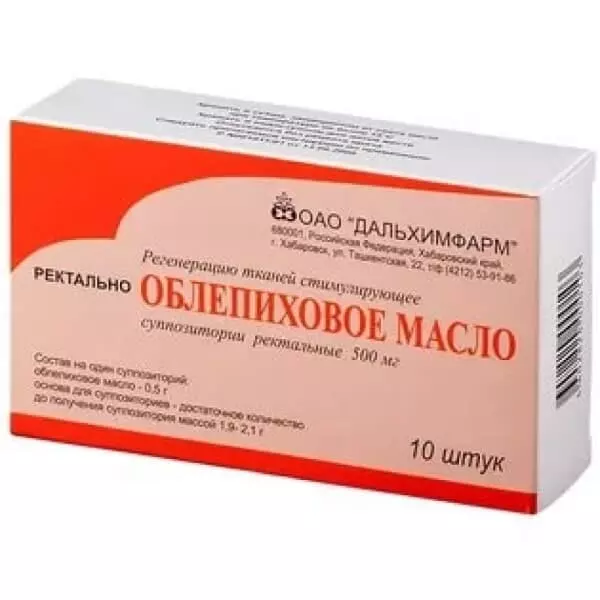 ОАО "ДАЛЬХИМФАРМ"
680001, Российская Федерация, Хабаровский край,
г. Хабаровск, ул. Ташкентская, 22, т/ф (4212) 53-91-86
Регенерацию тканей стимулирующее
РЕКТАЛЬНО
ОБЛЕПИХОВОЕ МАСЛО
суппозитории ректальные 500 мг
Состав на один суппозиторий:
облепиховое масло - 0,5 г
основа для суппозиториев - достаточное количество
до получения суппозитория массой 1,9- 2,1 г
10 штук